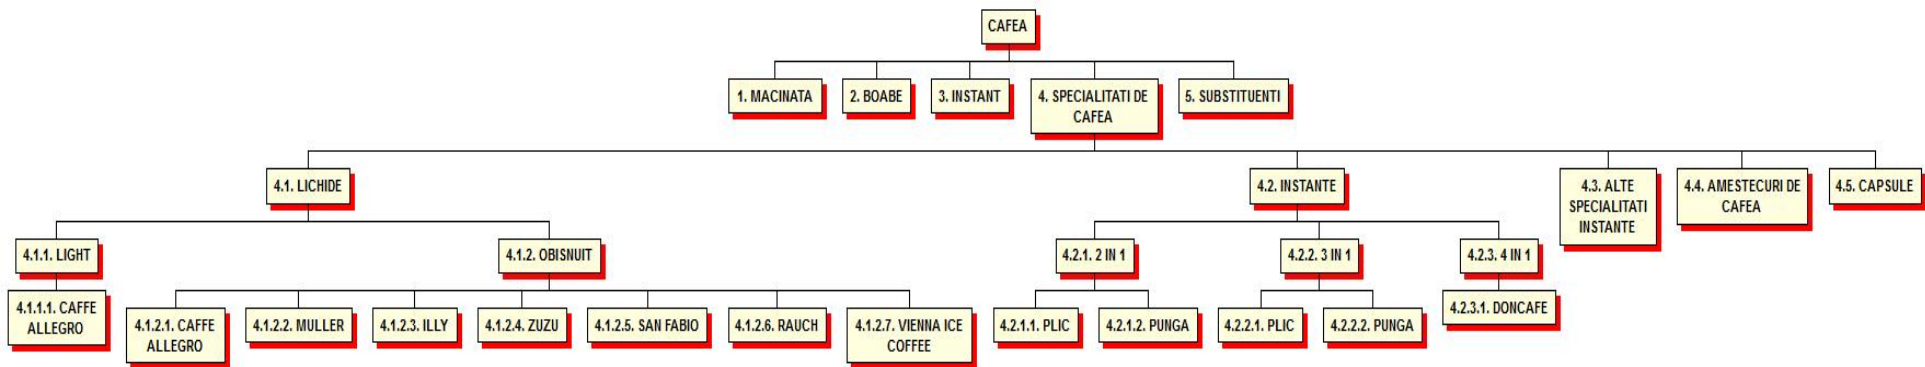 CAFEA
1. MACINATA
2. BOABE
3. INSTANT
4. SPECIALITATI DE
CAFEA
5. SUBSTITUENTI
4.1. LICHIDE
4.2. INSTANTE
4.3. ALTE
SPECIALITATI
INSTANTE
4.4. AMESTECURI DE
CAFEA
4.5. CAPSULE
4.1.1. LIGHT
4.1.2. OBISNUIT
4.2.1. 2 IN 1
4.2.2. 3 IN 1
4.2.3. 4 IN 1
4.1.1.1. CAFFE
ALLEGRO
4.1.2.1. CAFFE
ALLEGRO
4.1.2.2. MULLER
4.1.2.3. ILLY
4.1.2.4. ZUZU
4.1.2.5. SAN FABIO
4.1.2.6. RAUCH
4.1.2.7. VIENNA ICE
COFFEE
4.2.1.1. PLIC
4.2.1.2. PUNGA
4.2.2.1. PLIC
4.2.2.2. PUNGA
4.2.3.1. DONCAFE